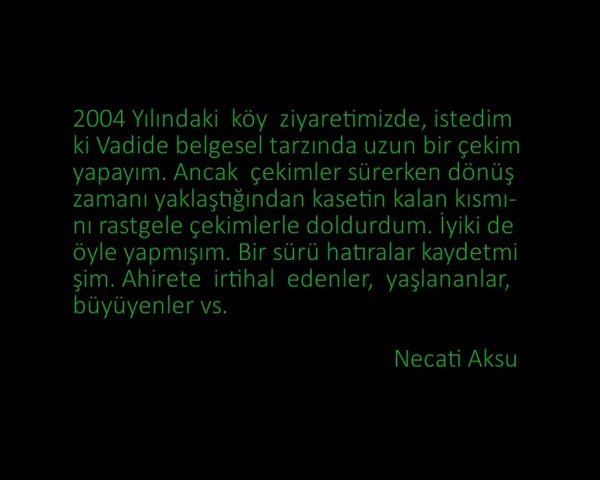 2004 Yılındaki köy ziyaretimizde, istedim
ki Vadide belgesel tarzında uzun bir çekim
yapayım. Ancak çekimler sürerken dönüş
zamanı yaklaştığından kasetin kalan kısmı-
nı rastgele çekimlerle doldurdum. İyiki de
öyle yapmışım. Bir sürü hatıralar kaydetmi
şim. Ahirete irtihal edenler, yaşlananlar,
büyüyenler vs.
Necati Aksu